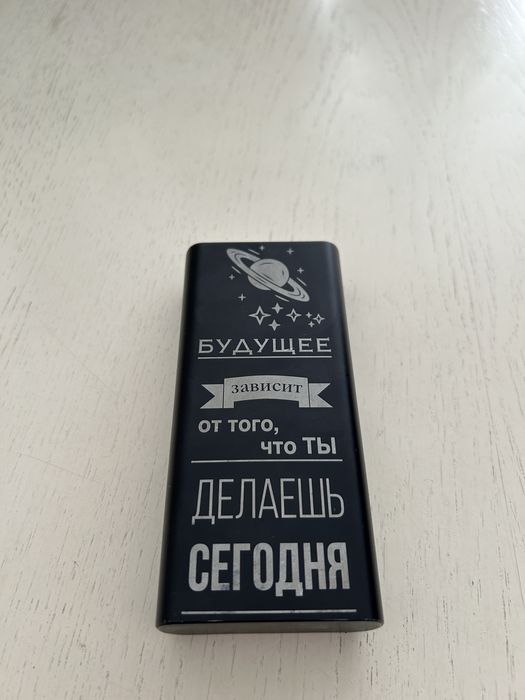 БУДУЩЕЕ
зависит
от того,
что ТЫ
ДЕЛАЕШЬ
СЕГОДНЯ